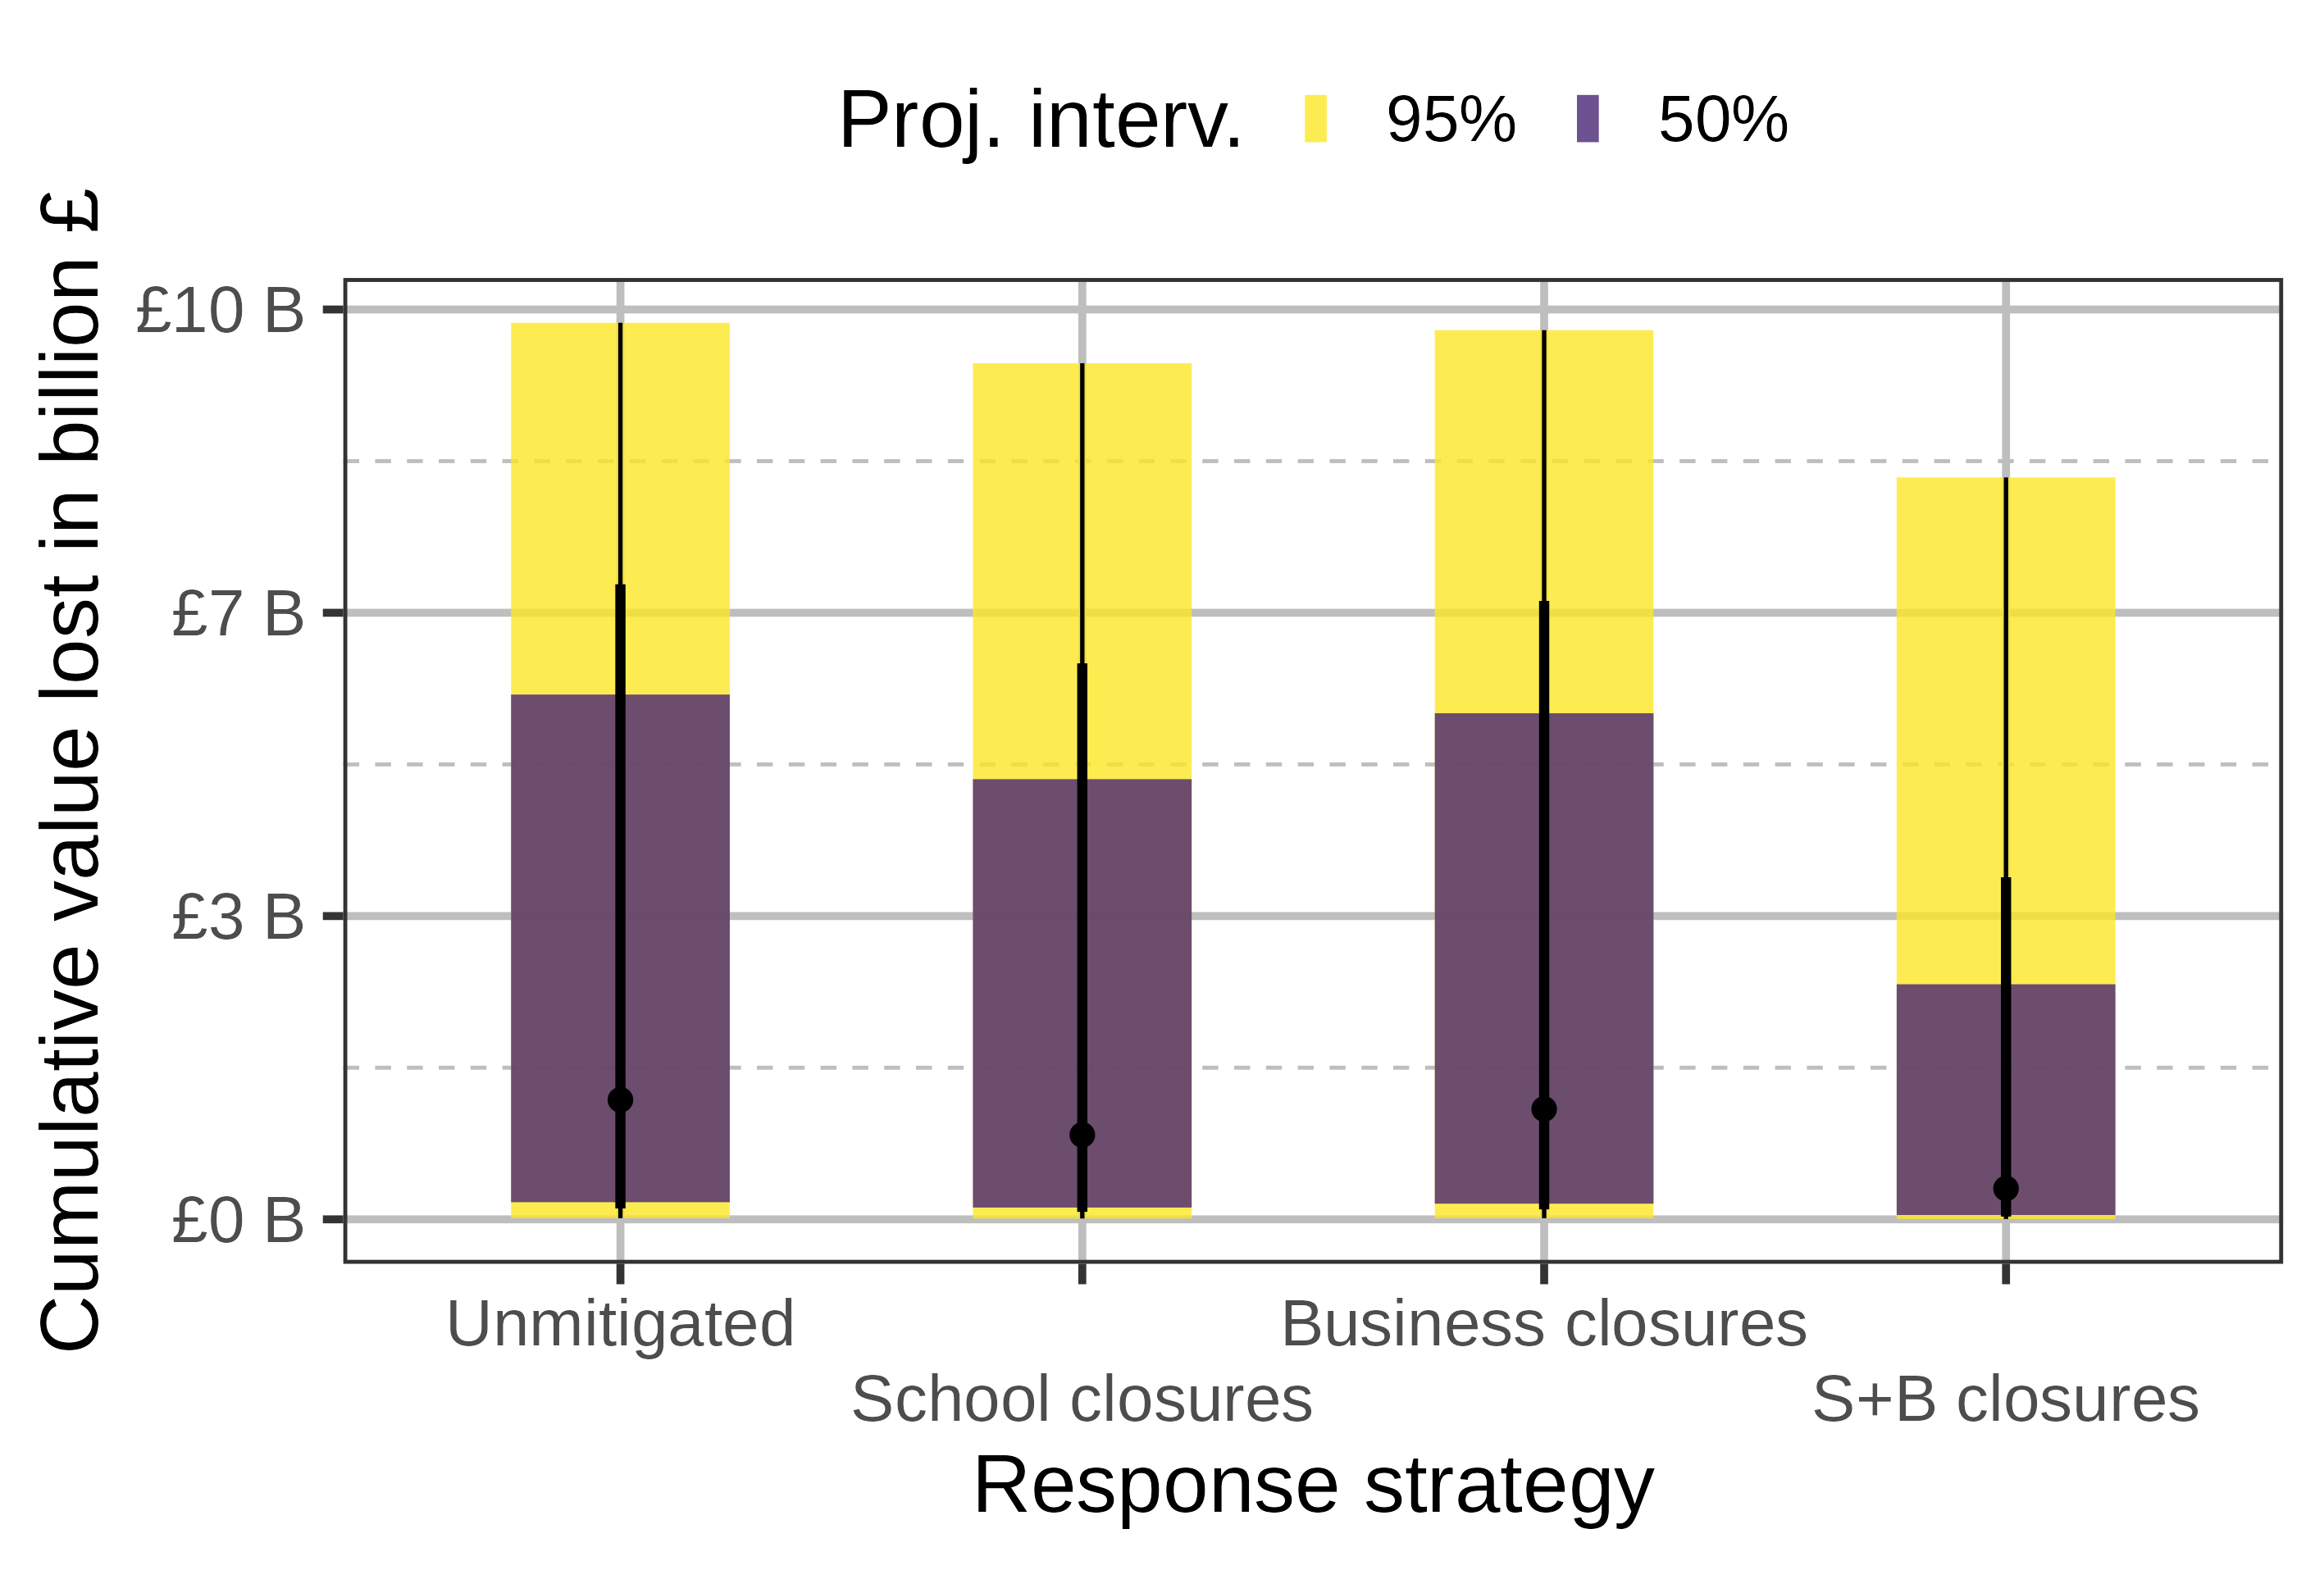 Proj. interv. 95% 50%
Cumulative value lost in billion £
£10 B
£7 B
£3 B
£0 B
Unmitigated
School closures
Business closures
S+B closures
Response strategy